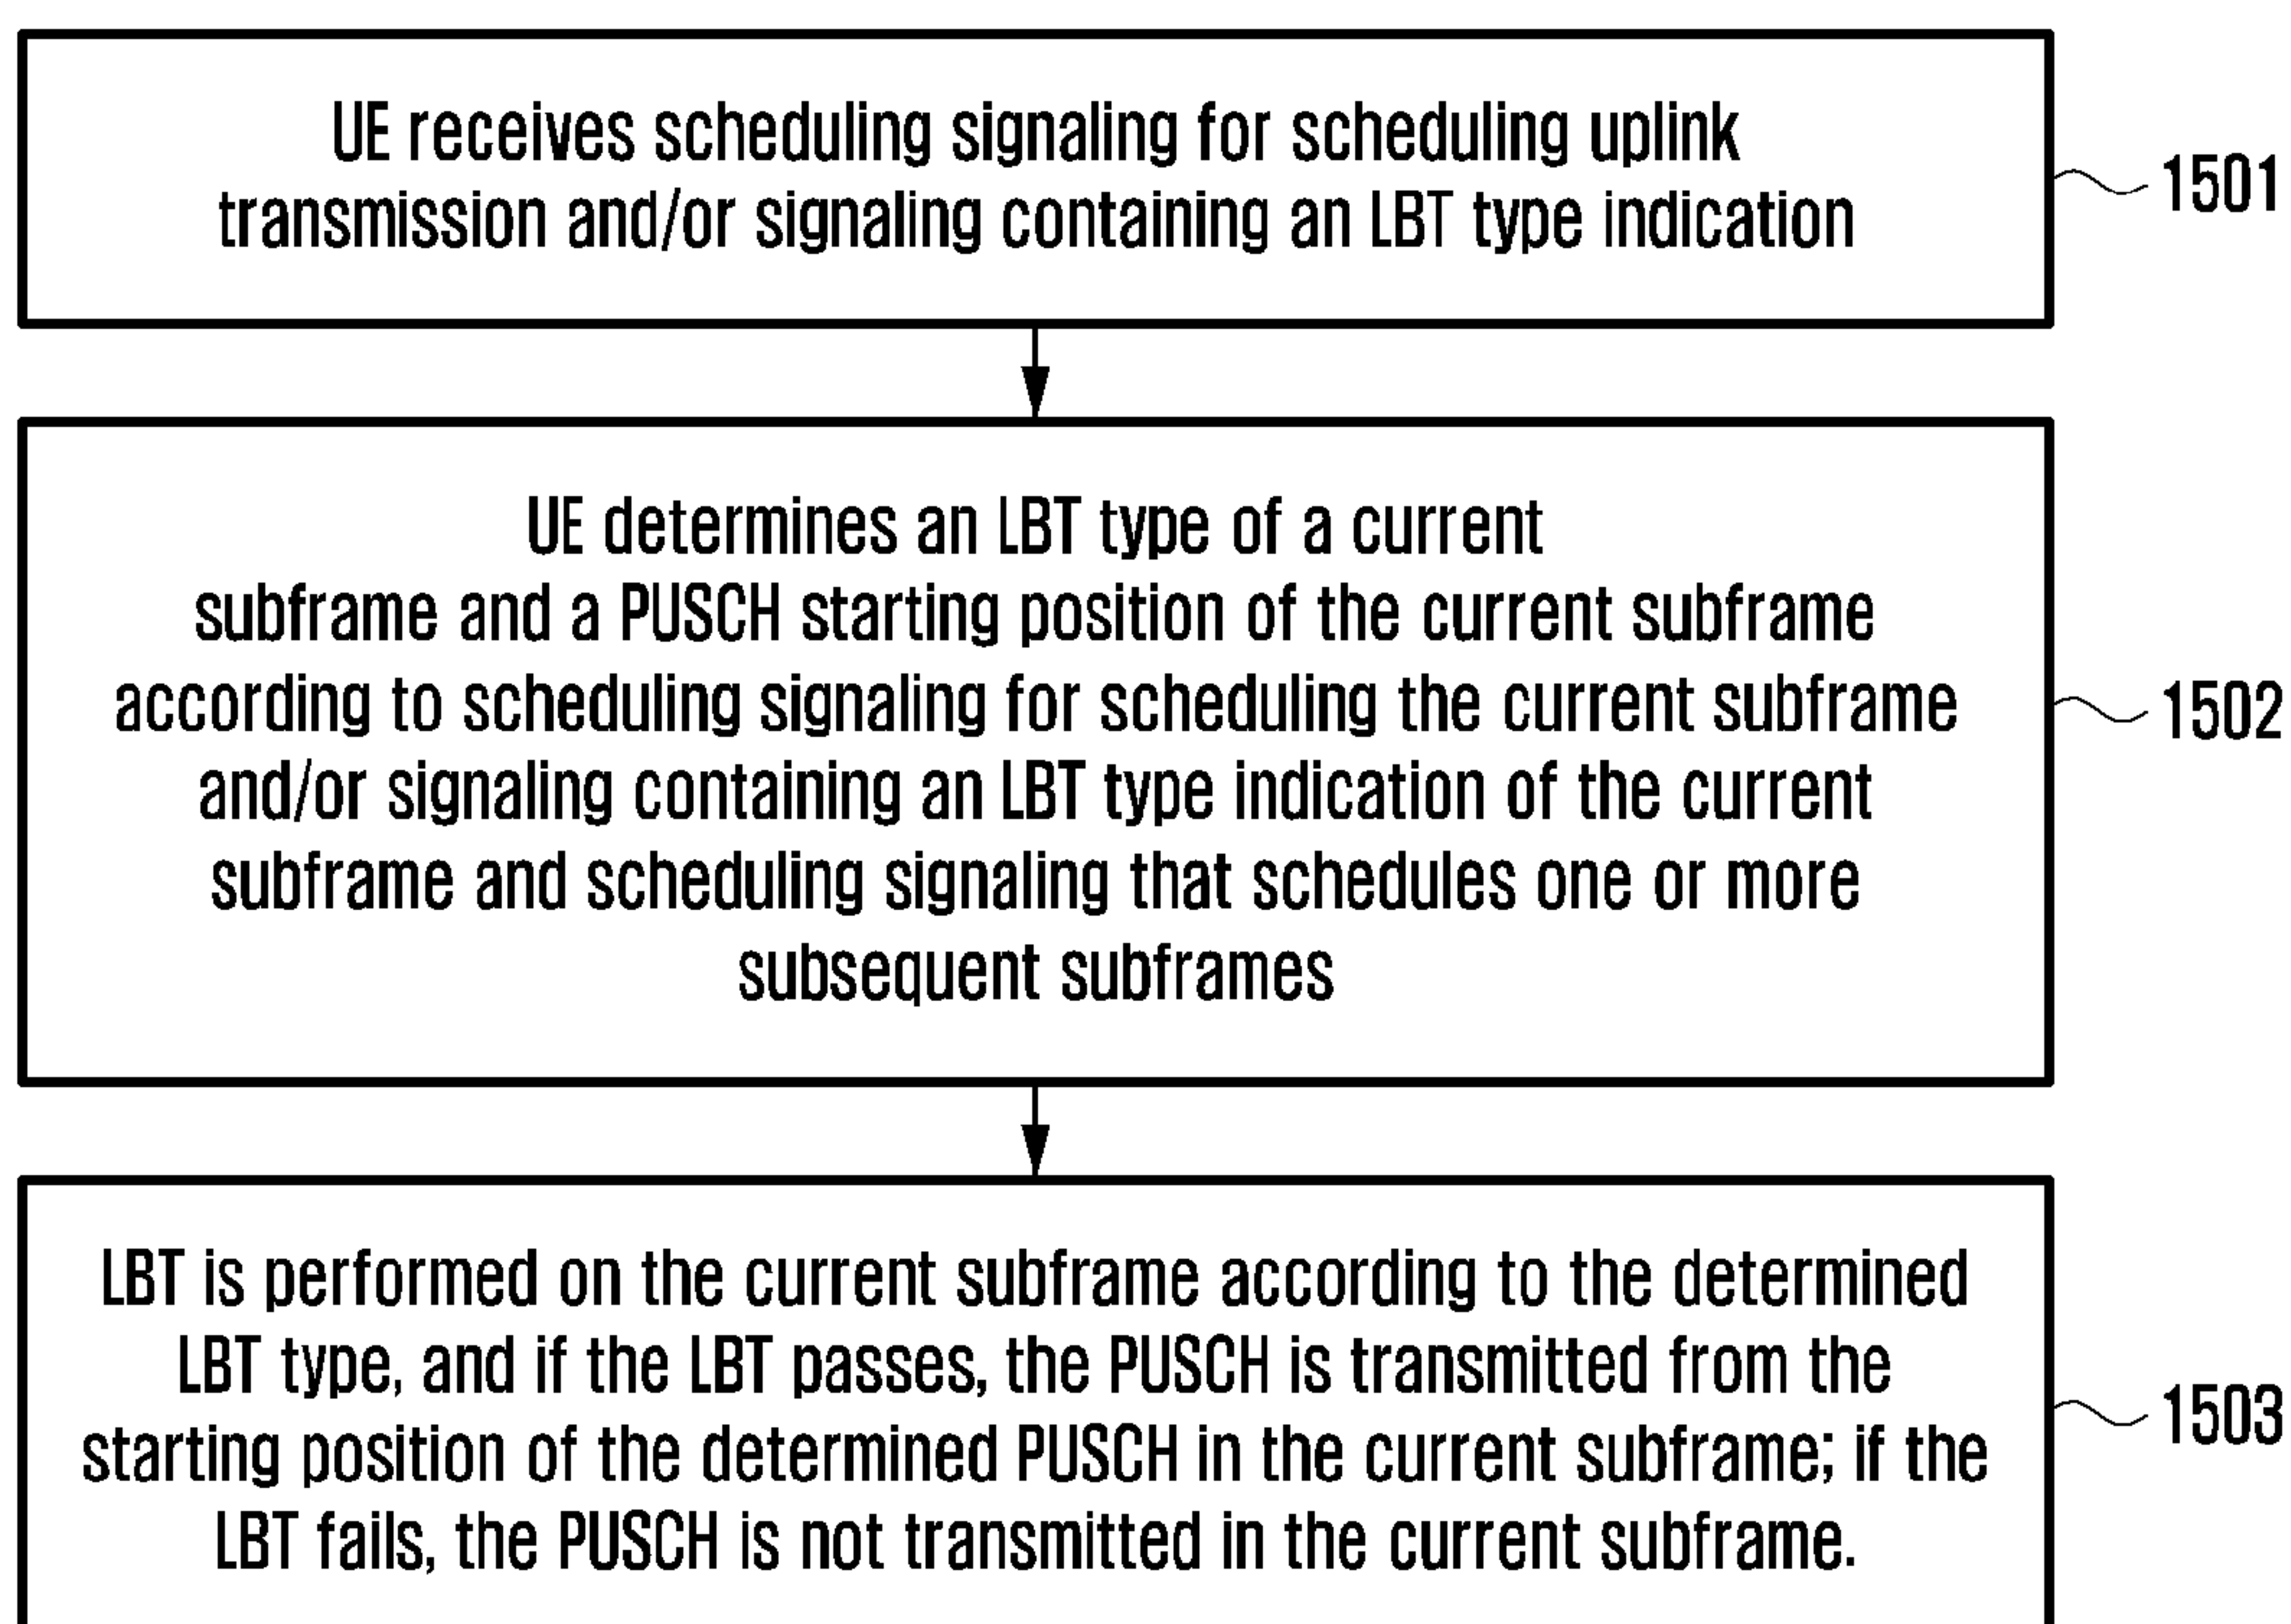 UE receives scheduling signaling for scheduling uplink
transmission and/or signaling containing an LBT type indication
1501
UE determines an LBT type of a current
subframe and a PUSCH starting position of the current subframe
according to scheduling signaling for scheduling the current subframe
and/or signaling containing an LBT type indication of the current
subframe and scheduling signaling that schedules one or more
subsequent subframes
1502
LBT is performed on the current subframe according to the determined
LBT type, and if the LBT passes, the PUSCH is transmitted from the
starting position of the determined PUSCH in the current subframe; if the
LBT fails, the PUSCH is not transmitted in the current subframe.
1503